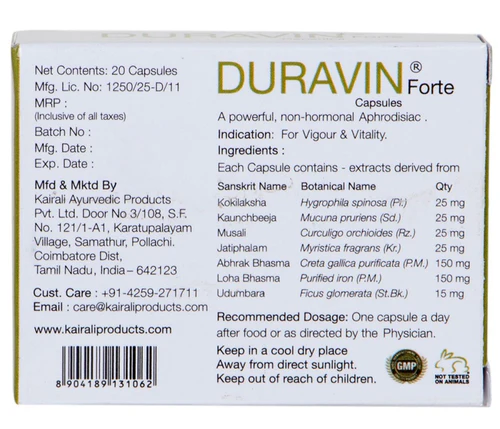 Net Contents: 20 Capsules
Mfg. Lic. No: 1250/25-D/11
MRP :
(Inclusive of all taxes)
Batch No :
Mfg. Date :
Exp. Date :
Mfd & Mktd By
Kairali Ayurvedic Products
Pvt. Ltd. Door No 3/108, S.F.
No. 121/1-A1, Karatupalayam
Village, Samathur, Pollachi.
Coimbatore Dist,
Tamil Nadu, India – 642123
Cust. Care : +91-4259-271711
Email : care@kairaliproducts.com
www.kairaliproducts.com
8 904189 131062
DURAVIN® Forte
Capsules
A powerful, non-hormonal Aphrodisiac .
Indication: For Vigour & Vitality.
Ingredients :
Each Capsule contains - extracts derived from
Sanskrit Name Botanical Name Qty
Kokilaksha Hygrophila spinosa (Pl:) 25 mg
Kaunchbeeja Mucuna pruriens (Sd.) 25 mg
Musali Curculigo orchioides (Rz.) 25 mg
Jatiphalam Myristica fragrans (Kr.) 25 mg
Abhrak Bhasma Creta gallica purificata (P.M.) 150 mg
Loha Bhasma Purified iron (P.M.) 150 mg
Udumbara Ficus glomerata (St.Bk.) 15 mg
Recommended Dosage: One capsule a day
after food or as directed by the Physician.
Keep in a cool dry place
Away from direct sunlight.
Keep out of reach of children.
GMP
NOT TESTED
ON ANIMALS